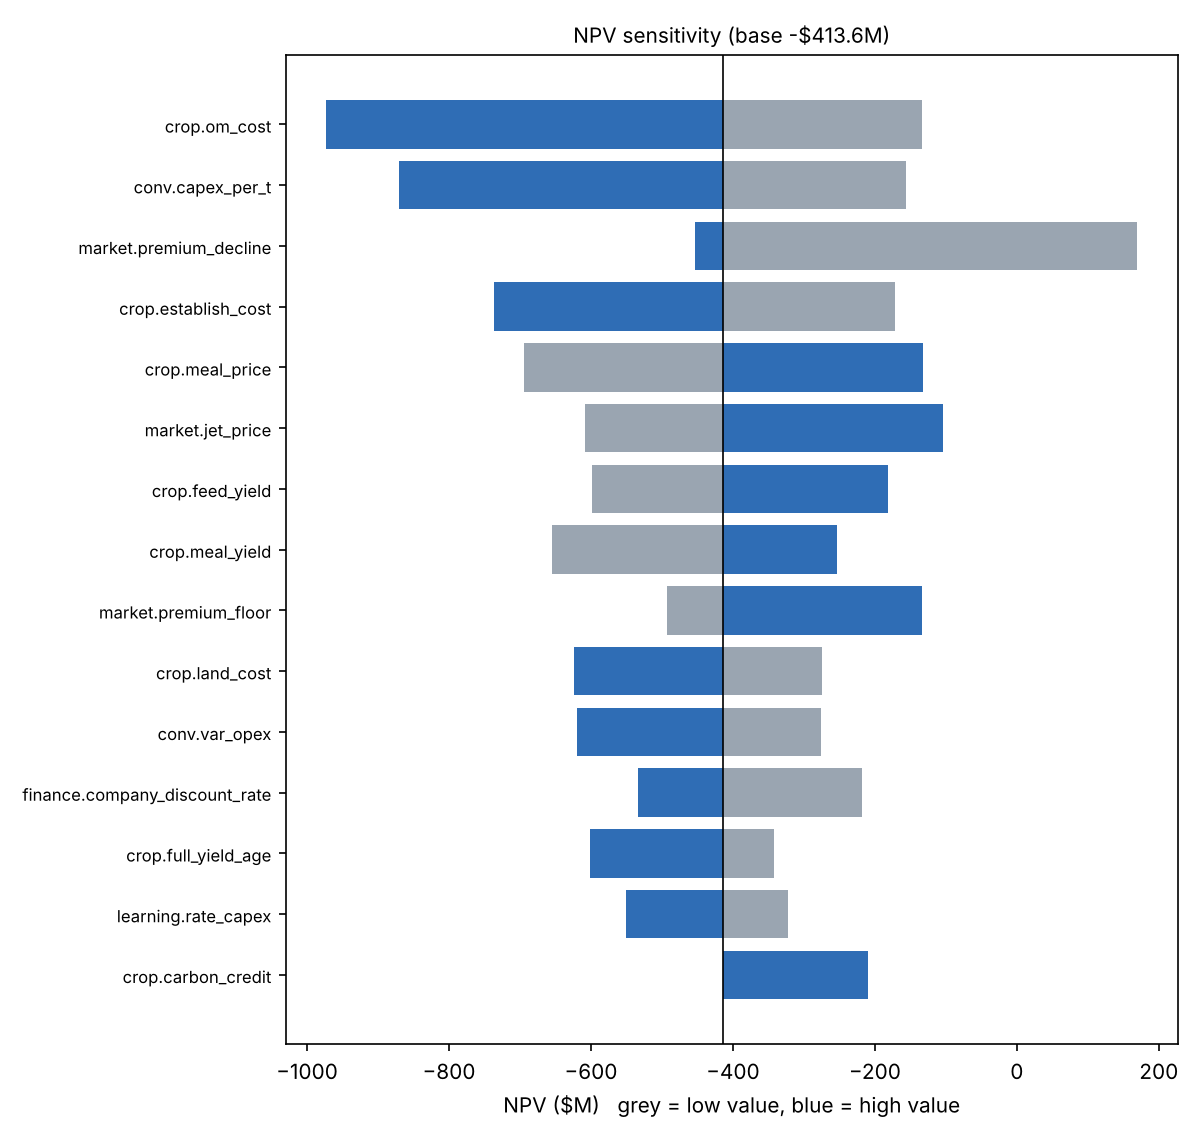 NPV sensitivity (base -$413.6M)
crop.om_cost
conv.capex_per_t
market.premium_decline
crop.establish_cost
crop.meal_price
market.jet_price
crop.feed_yield
crop.meal_yield
market.premium_floor
crop.land_cost
conv.var_opex
finance.company_discount_rate
crop.full_yield_age
learning.rate_capex
crop.carbon_credit
−1000 −800 −600 −400 −200 0 200
NPV ($M)   grey = low value, blue = high value